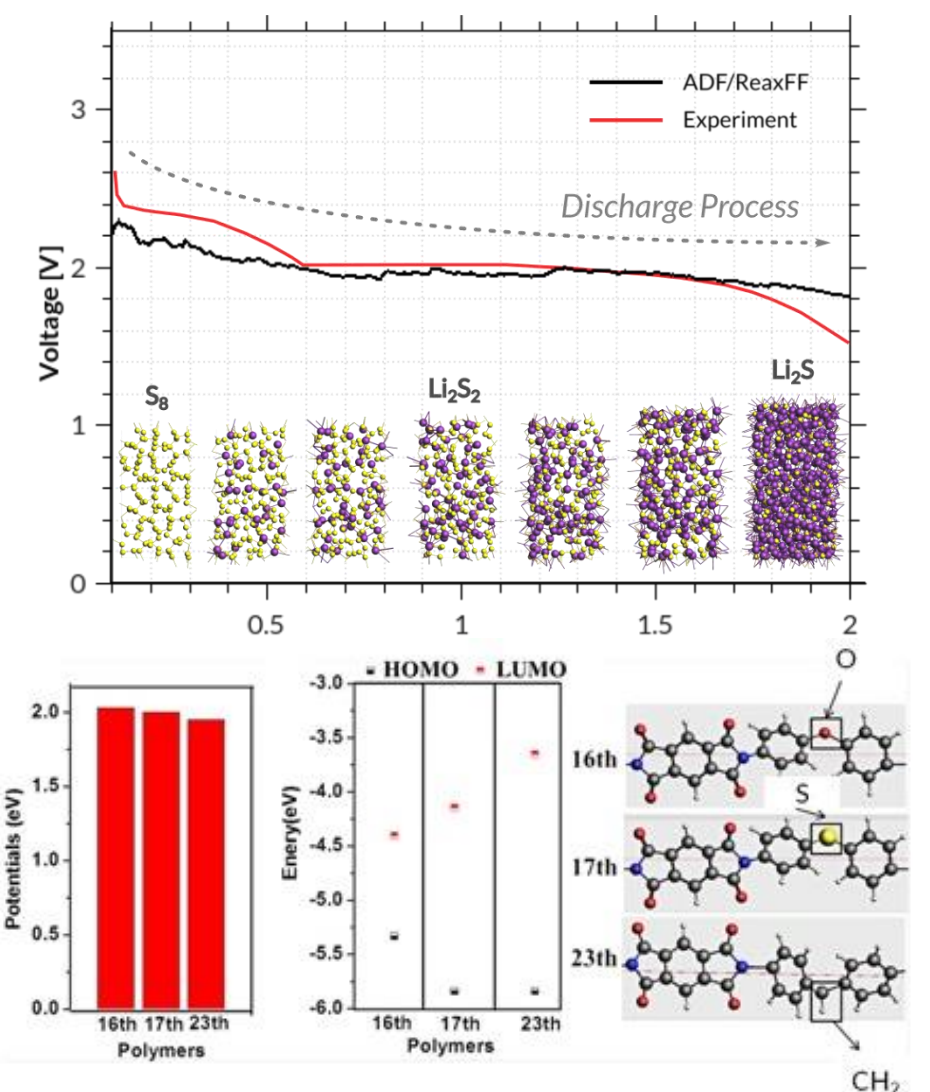 3
2
1
0
Voltage [V]
ADF/ReaxFF
Experiment
Discharge Process
S₈
Li₂S₂
Li₂S
0.5 1 1.5 2
2.0
1.5
1.0
0.5
0.0
Potentials (eV)
16th 17th 23th
Polymers
HOMO LUMO
-3.0
-3.5
-4.0
-4.5
-5.0
-5.5
-6.0
Enery(eV)
16th 17th 23th
Polymers
O
16th
S
17th
23th
CH₂